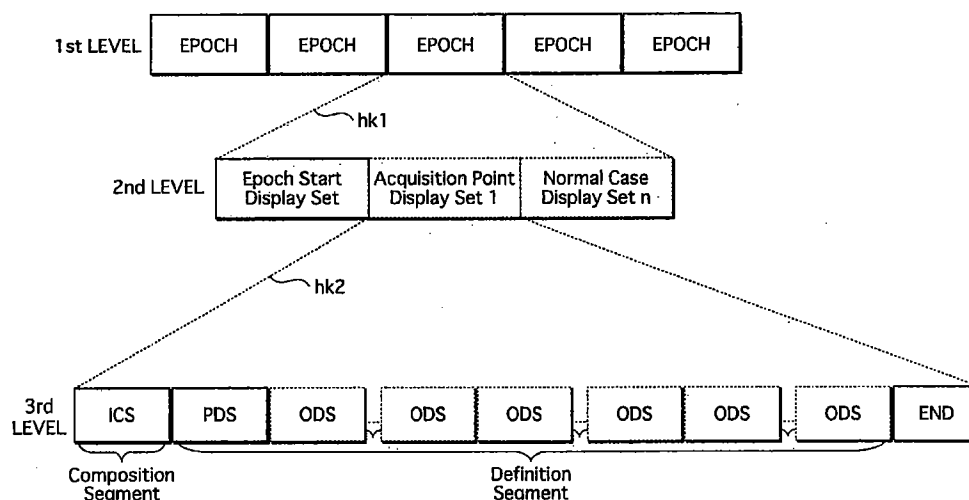 1st LEVEL
EPOCH EPOCH EPOCH EPOCH EPOCH
hk1
2nd LEVEL
Epoch Start
Display Set
Acquisition Point
Display Set 1
Normal Case
Display Set n
hk2
3rd
LEVEL
ICS PDS ODS ODS ODS ODS ODS ODS END
Composition
Segment
Definition
Segment